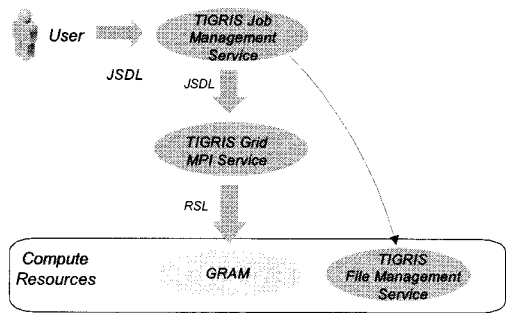 User
TIGRIS Job
Management
Service
JSDL
JSDL
TIGRIS Grid
MPI Service
RSL
Compute
Resources
GRAM
TIGRIS
File Management
Service